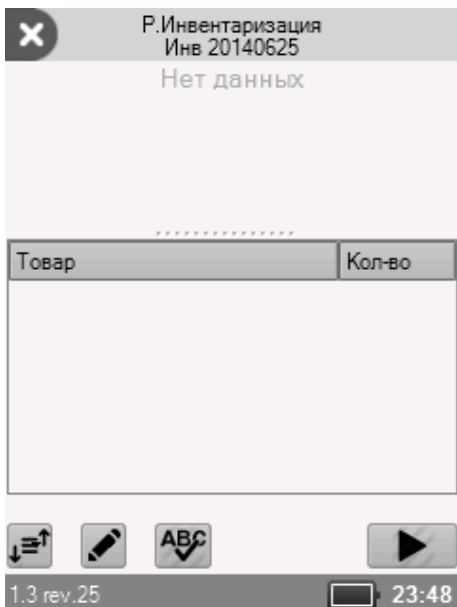 Р.Инвентаризация
Инв 20140625
Нет данных
Товар Кол-во
ABC
1.3 rev.25 23:48